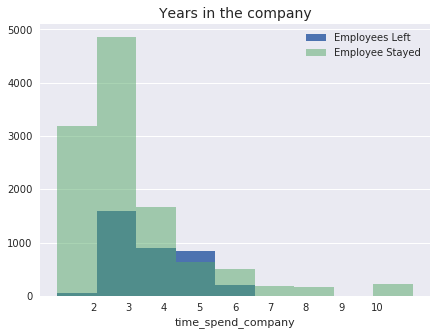 Years in the company
Employees Left
Employee Stayed
5000
4000
3000
2000
1000
0
2 3 4 5 6 7 8 9 10
time_spend_company